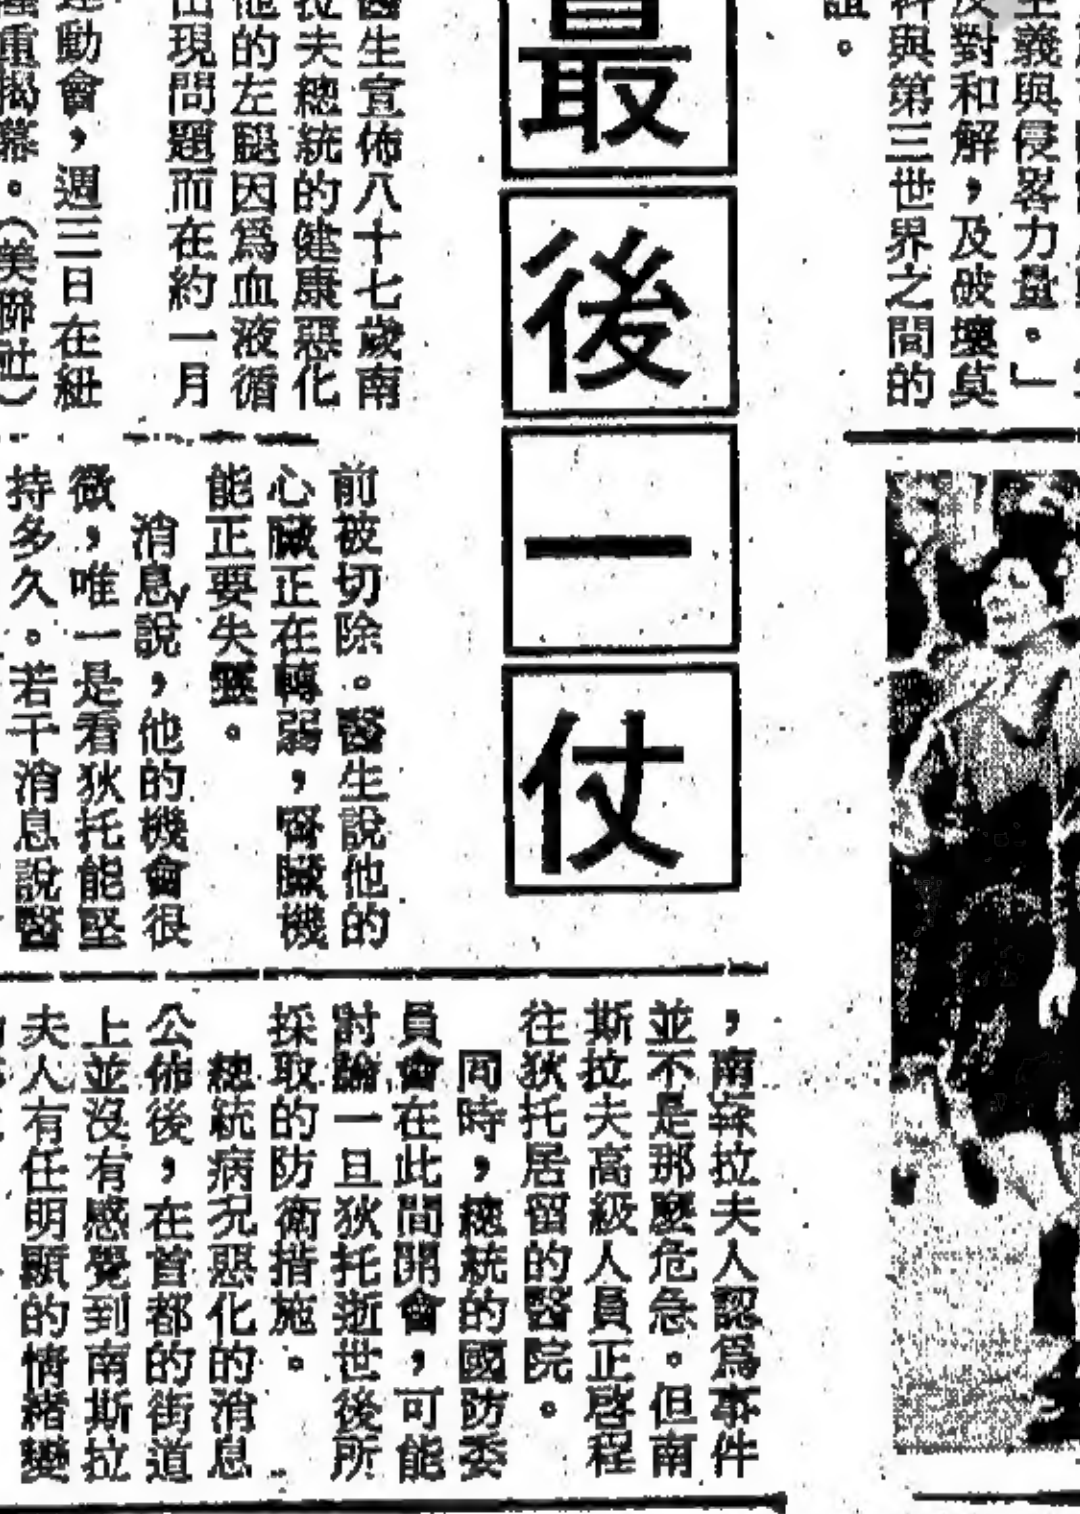 主義與侵畧力量。」
反對和解，及破壞莫
科與第三世界之間的
誼。
最後一仗
醫生宣佈八十七歲南
拉夫總統的健康惡化
他的左腿因爲血液循
出現問題而在約一月
運動會，週三日在紐
重揭幕。（美聯社）
前被切除。醫生說他的
心臟正在轉弱，腎臟機
能正要失靈。
消息說，他的機會很
微，唯一是看狄托能堅
持多久。若干消息說醫
，南斯拉夫人認爲事件
並不是那麼危急。但南
斯拉夫高級人員正啓程
往狄托居留的醫院。
同時，總統的國防委
員會在此間開會，可能
討論一旦狄托逝世後所
採取的防衛措施。
總統病況惡化的消息
公佈後，在首都的街道
上並沒有感覺到南斯拉
夫人有任明顯的情緒變